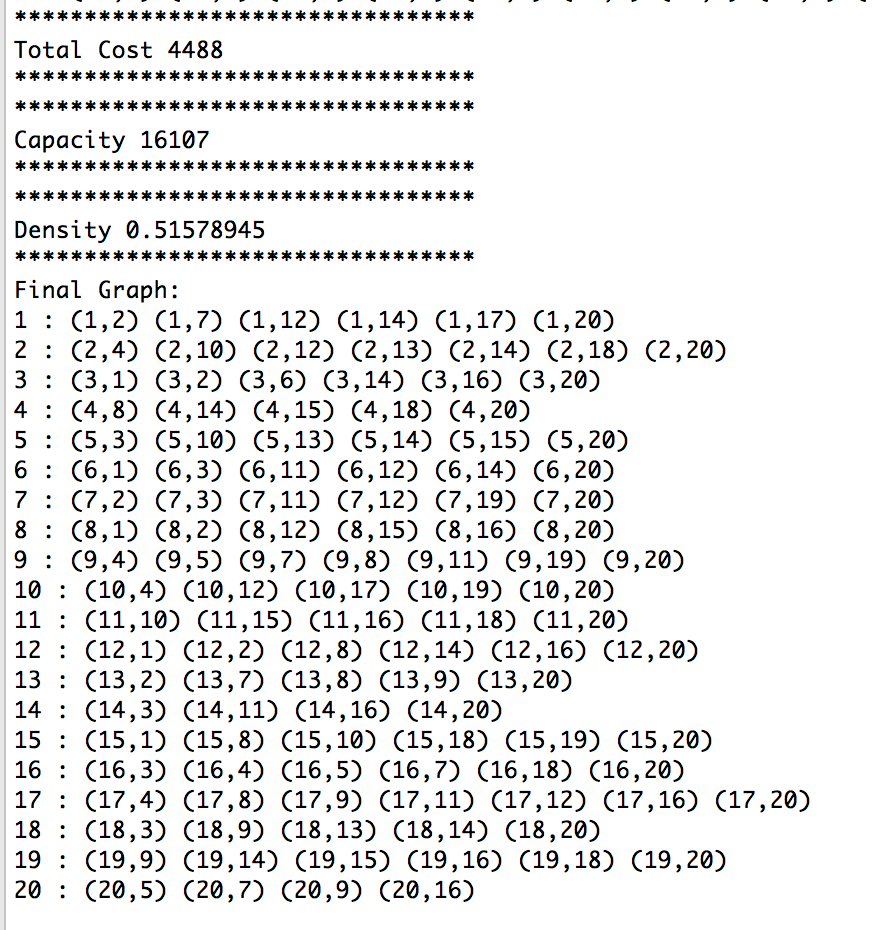 *********************************
Total Cost 4488
*********************************
*********************************
Capacity 16107
*********************************
*********************************
Density 0.51578945
*********************************
Final Graph:
1 : (1,2) (1,7) (1,12) (1,14) (1,17) (1,20)
2 : (2,4) (2,10) (2,12) (2,13) (2,14) (2,18) (2,20)
3 : (3,1) (3,2) (3,6) (3,14) (3,16) (3,20)
4 : (4,8) (4,14) (4,15) (4,18) (4,20)
5 : (5,3) (5,10) (5,13) (5,14) (5,15) (5,20)
6 : (6,1) (6,3) (6,11) (6,12) (6,14) (6,20)
7 : (7,2) (7,3) (7,11) (7,12) (7,19) (7,20)
8 : (8,1) (8,2) (8,12) (8,15) (8,16) (8,20)
9 : (9,4) (9,5) (9,7) (9,8) (9,11) (9,19) (9,20)
10 : (10,4) (10,12) (10,17) (10,19) (10,20)
11 : (11,10) (11,15) (11,16) (11,18) (11,20)
12 : (12,1) (12,2) (12,8) (12,14) (12,16) (12,20)
13 : (13,2) (13,7) (13,8) (13,9) (13,20)
14 : (14,3) (14,11) (14,16) (14,20)
15 : (15,1) (15,8) (15,10) (15,18) (15,19) (15,20)
16 : (16,3) (16,4) (16,5) (16,7) (16,18) (16,20)
17 : (17,4) (17,8) (17,9) (17,11) (17,12) (17,16) (17,20)
18 : (18,3) (18,9) (18,13) (18,14) (18,20)
19 : (19,9) (19,14) (19,15) (19,16) (19,18) (19,20)
20 : (20,5) (20,7) (20,9) (20,16)